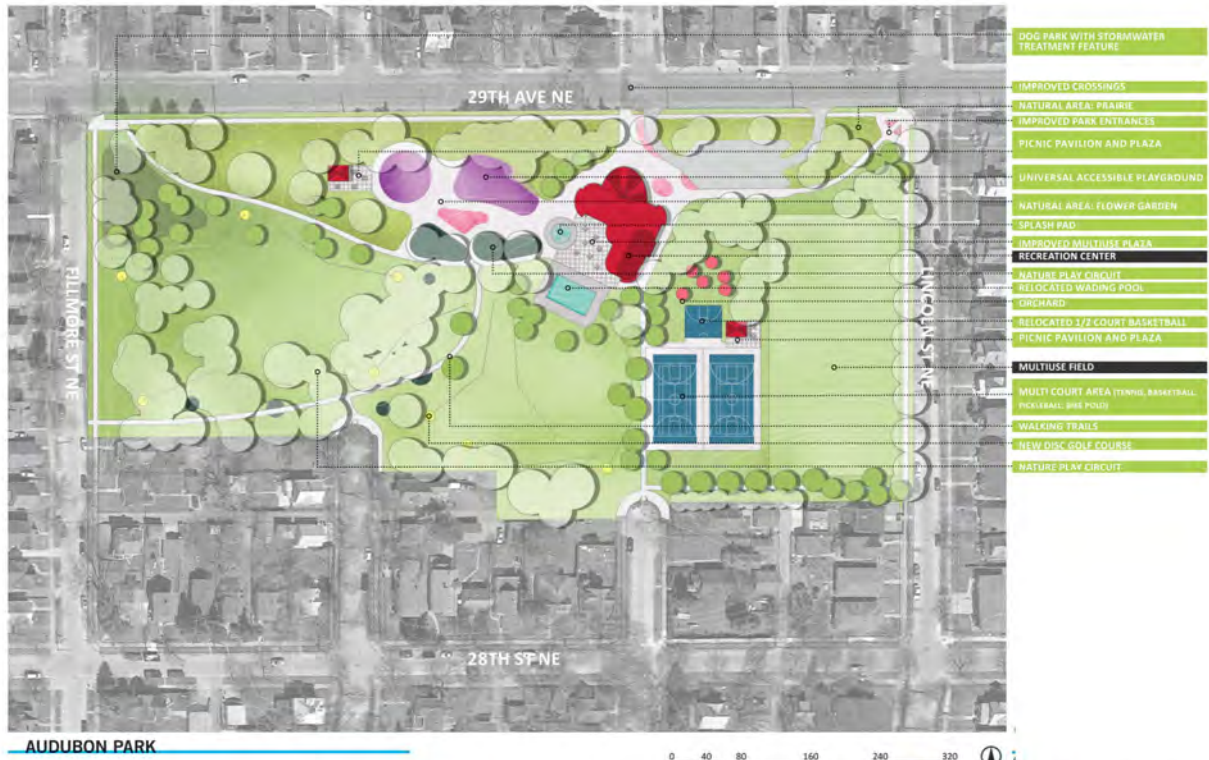 DOG PARK WITH STORMWATER
TREATMENT FEATURE
IMPROVED CROSSINGS
29TH AVE NE
NATURAL AREA: PRAIRIE
IMPROVED PARK ENTRANCES
PICNIC PAVILION AND PLAZA
UNIVERSAL ACCESSIBLE PLAYGROUND
NATURAL AREA: FLOWER GARDEN
SPLASH PAD
IMPROVED MULTIUSE PLAZA
RECREATION CENTER
NATURE PLAY CIRCUIT
RELOCATED WADING POOL
ORCHARD
RELOCATED 1/2 COURT BASKETBALL
PICNIC PAVILION AND PLAZA
FILLMORE ST NE
LINCOLN ST NE
MULTIUSE FIELD
MULTI COURT AREA (TENNIS, BASKETBALL,
PICKLEBALL, BIKE POLO)
WALKING TRAILS
NEW DISC GOLF COURSE
NATURE PLAY CIRCUIT
28TH ST NE
AUDUBON PARK
0 40 80 160 240 320